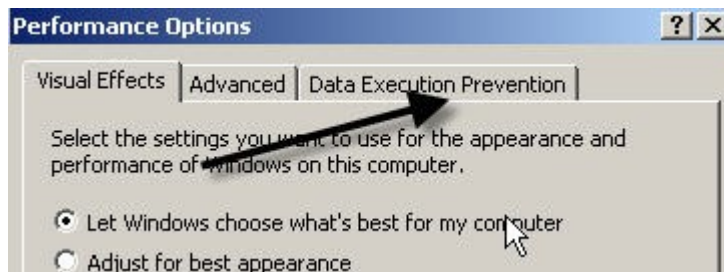 Performance Options
Visual Effects Advanced Data Execution Prevention
Select the settings you want to use for the appearance and
performance of Windows on this computer.
Let Windows choose what's best for my computer
Adjust for best appearance